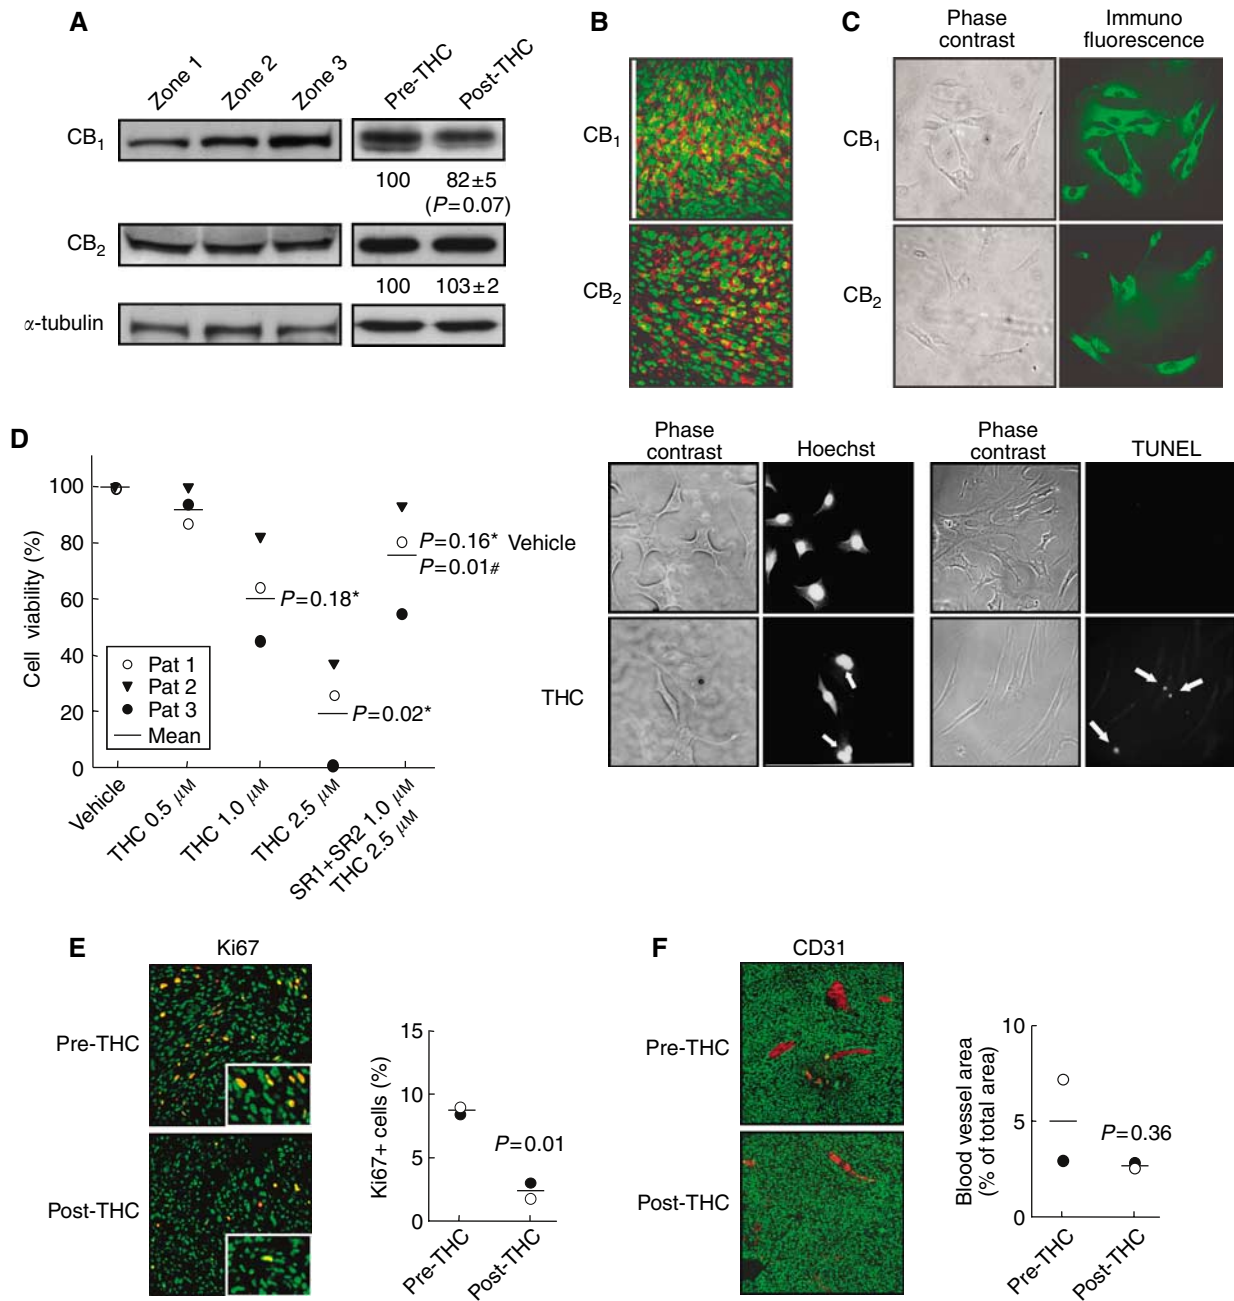 A
Zone 1
Zone 2
Zone 3
Pre-THC
Post-THC
CB1
100
82±5
(P=0.07)
CB2
100
103±2
α-tubulin
B
CB1
CB2
C
Phase contrast
Immuno fluorescence
CB1
CB2
D
Cell viability (%)
100
80
60
40
20
0
P=0.18*
P=0.02*
P=0.16*
P=0.01#
Pat 1
Pat 2
Pat 3
Mean
Vehicle
THC 0.5 μM
THC 1.0 μM
THC 2.5 μM
SR1+SR2 1.0 μM
THC 2.5 μM
Phase contrast
Hoechst
Phase contrast
TUNEL
Vehicle
THC
E
Ki67
Pre-THC
Post-THC
Ki67+ cells (%)
15
10
5
0
P=0.01
Pre-THC
Post-THC
F
CD31
Pre-THC
Post-THC
Blood vessel area
(% of total area)
10
5
0
P=0.36
Pre-THC
Post-THC